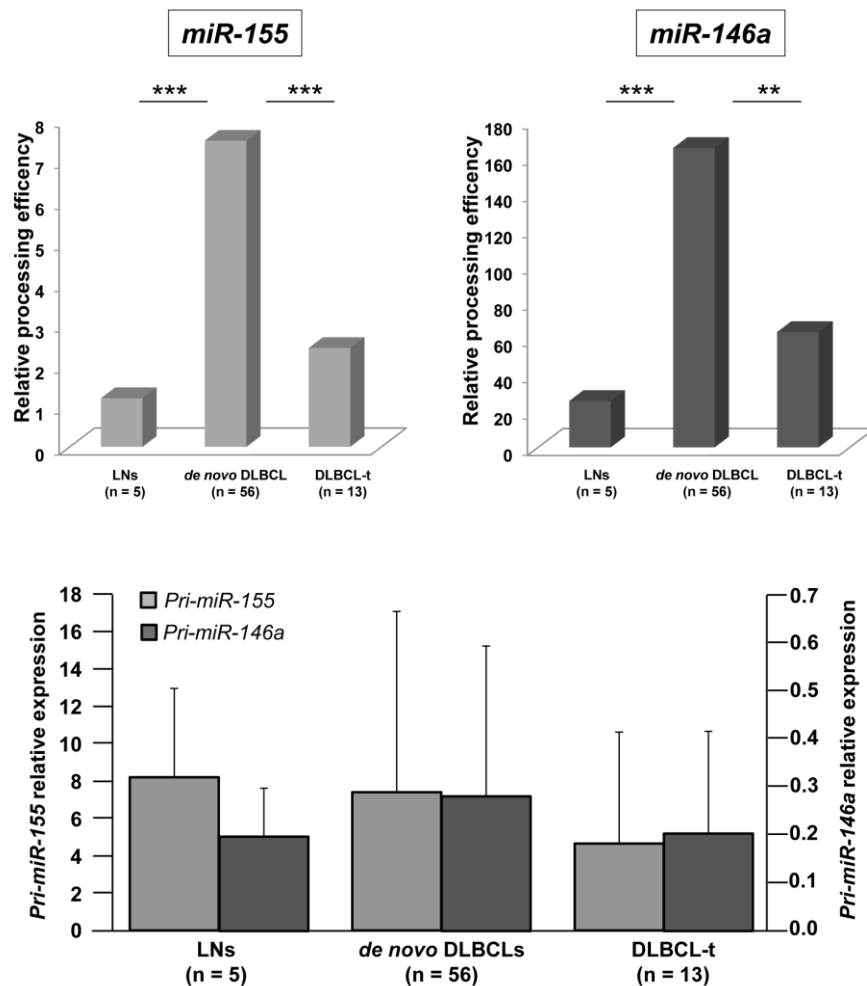 miR-155
miR-146a
*** ***
*** **
Relative processing efficency
8
7
6
5
4
3
2
1
0
LNs de novo DLBCL DLBCL-t
(n = 5) (n = 56) (n = 13)
Relative processing efficency
180
160
140
120
100
80
60
40
20
0
LNs de novo DLBCL DLBCL-t
(n = 5) (n = 56) (n = 13)
Pri-miR-155 relative expression
18
16
14
12
10
8
6
4
2
0
Pri-miR-155
Pri-miR-146a
0.7
0.6
0.5
0.4
0.3
0.2
0.1
0.0
Pri-miR-146a relative expression
LNs de novo DLBCLs DLBCL-t
(n = 5) (n = 56) (n = 13)